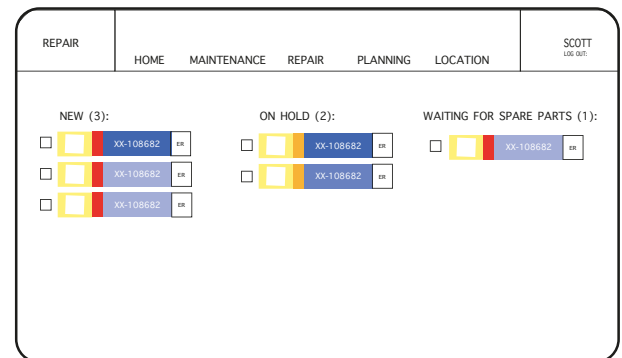 REPAIR
HOME MAINTENANCE REPAIR PLANNING LOCATION
SCOTT
LOG OUT:
NEW (3):
XX-108682 ER
XX-108682 ER
XX-108682 ER
ON HOLD (2):
XX-108682 ER
XX-108682 ER
WAITING FOR SPARE PARTS (1):
XX-108682 ER